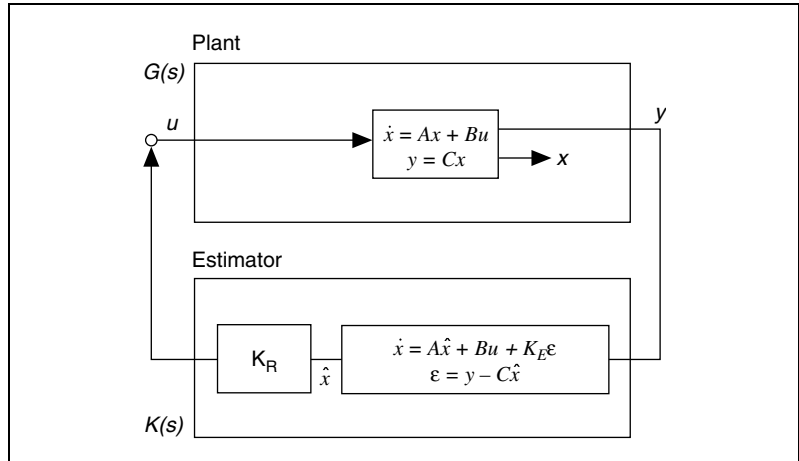 Plant
G(s)
u
y
ẋ = Ax + Bu
y = Cx
x
Estimator
K_R
x̂
ẋ = Ax̂ + Bu + K_Eε
ε = y – Cx̂
K(s)